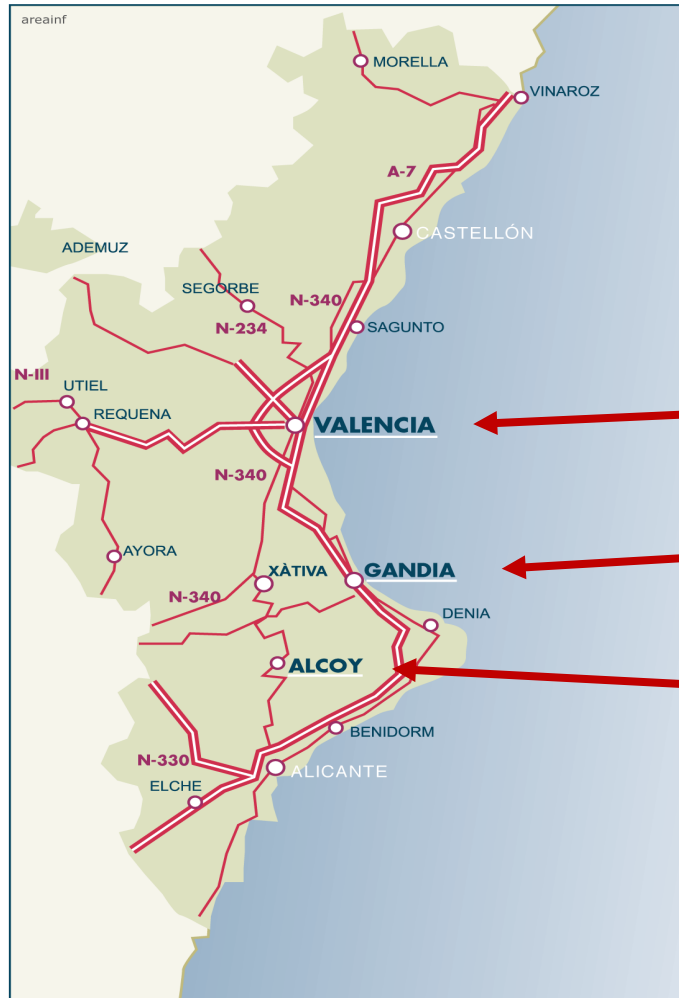 areainf
MORELLA
VINAROZ
A-7
CASTELLÓN
ADEMUZ
SEGORBE
N-340
N-234
SAGUNTO
N-III
UTIEL
REQUENA
VALENCIA
N-340
AYORA
XÀTIVA
GANDIA
N-340
DENIA
ALCOY
BENIDORM
N-330
ALICANTE
ELCHE